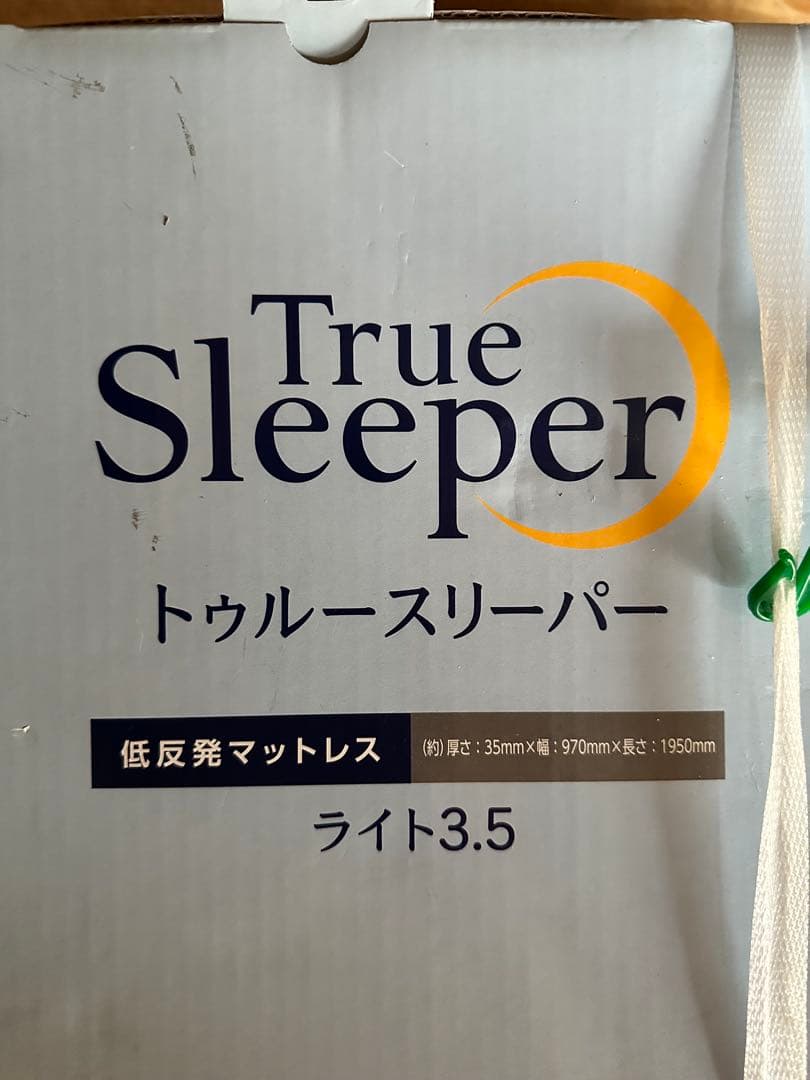 True
Sleeper
トゥルースリーパー
低反発マットレス (約)厚さ：35mm×幅：970mm×長さ：1950mm
ライト3.5